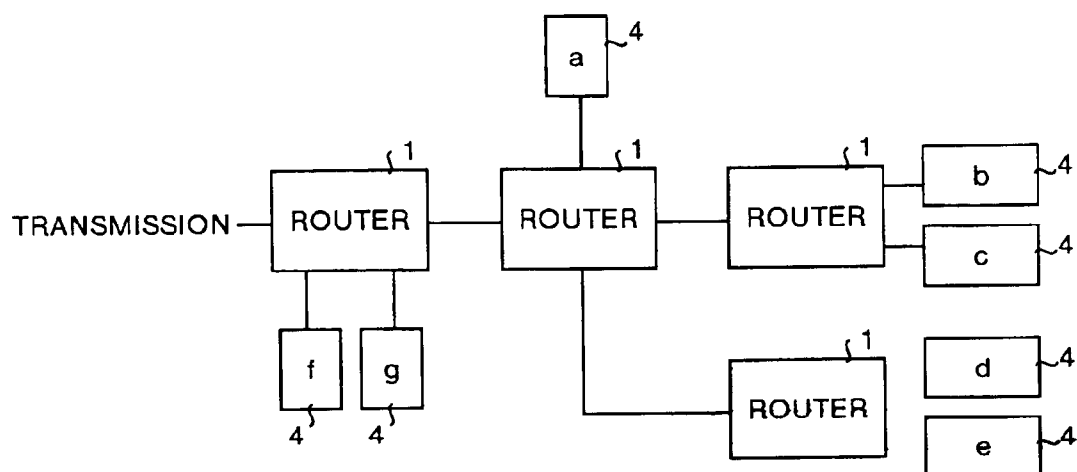 a 4
1 1 1
b 4
TRANSMISSION ROUTER ROUTER ROUTER
c 4
f g
4 4
1
d 4
ROUTER
e 4